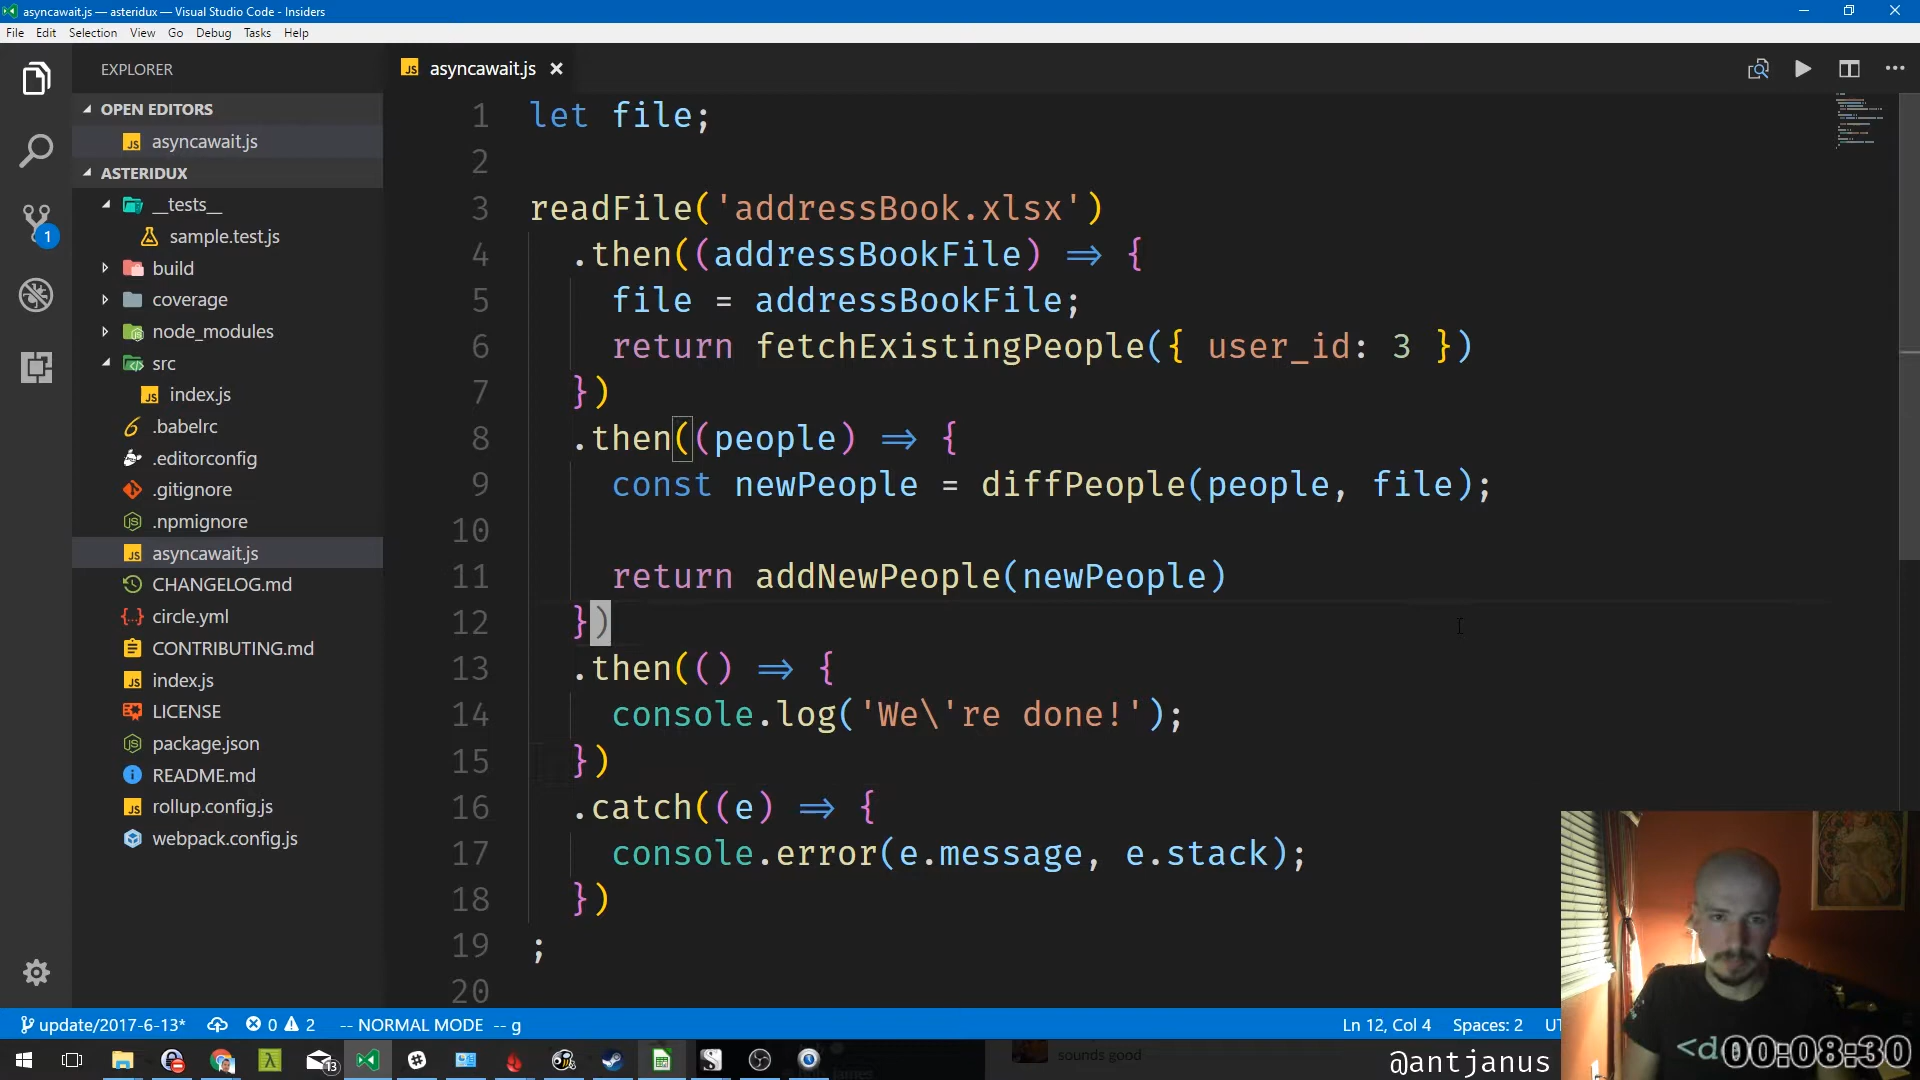 asyncawait.js — asteridux — Visual Studio Code - Insiders
File Edit Selection View Go Debug Tasks Help
EXPLORER
OPEN EDITORS
asyncawait.js
ASTERIDUX
__tests__
sample.test.js
build
coverage
node_modules
src
index.js
.babelrc
.editorconfig
.gitignore
.npmignore
asyncawait.js
CHANGELOG.md
circle.yml
CONTRIBUTING.md
index.js
LICENSE
package.json
README.md
rollup.config.js
webpack.config.js
1
asyncawait.js
1 let file;
2
3 readFile('addressBook.xlsx')
4 .then((addressBookFile) => {
5 file = addressBookFile;
6 return fetchExistingPeople({ user_id: 3 })
7 })
8 .then((people) => {
9 const newPeople = diffPeople(people, file);
10
11 return addNewPeople(newPeople)
12 })
13 .then(() => {
14 console.log('We\'re done!');
15 })
16 .catch((e) => {
17 console.error(e.message, e.stack);
18 })
19 ;
20
update/2017-6-13* 0 2 -- NORMAL MODE -- g Ln 12, Col 4 Spaces: 2
13
sounds good
@antjanus
00:08:30